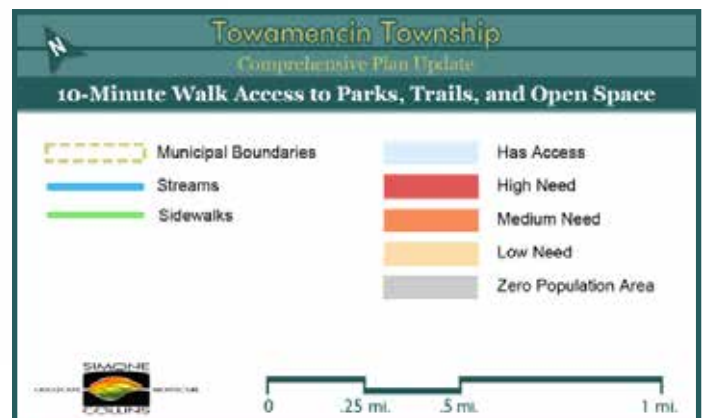 N
Towamencin Township
Comprehensive Plan Update
10-Minute Walk Access to Parks, Trails, and Open Space
Municipal Boundaries
Streams
Sidewalks
Has Access
High Need
Medium Need
Low Need
Zero Population Area
SIMONE
COLLINS
0 .25 mi. .5 mi. 1 mi.